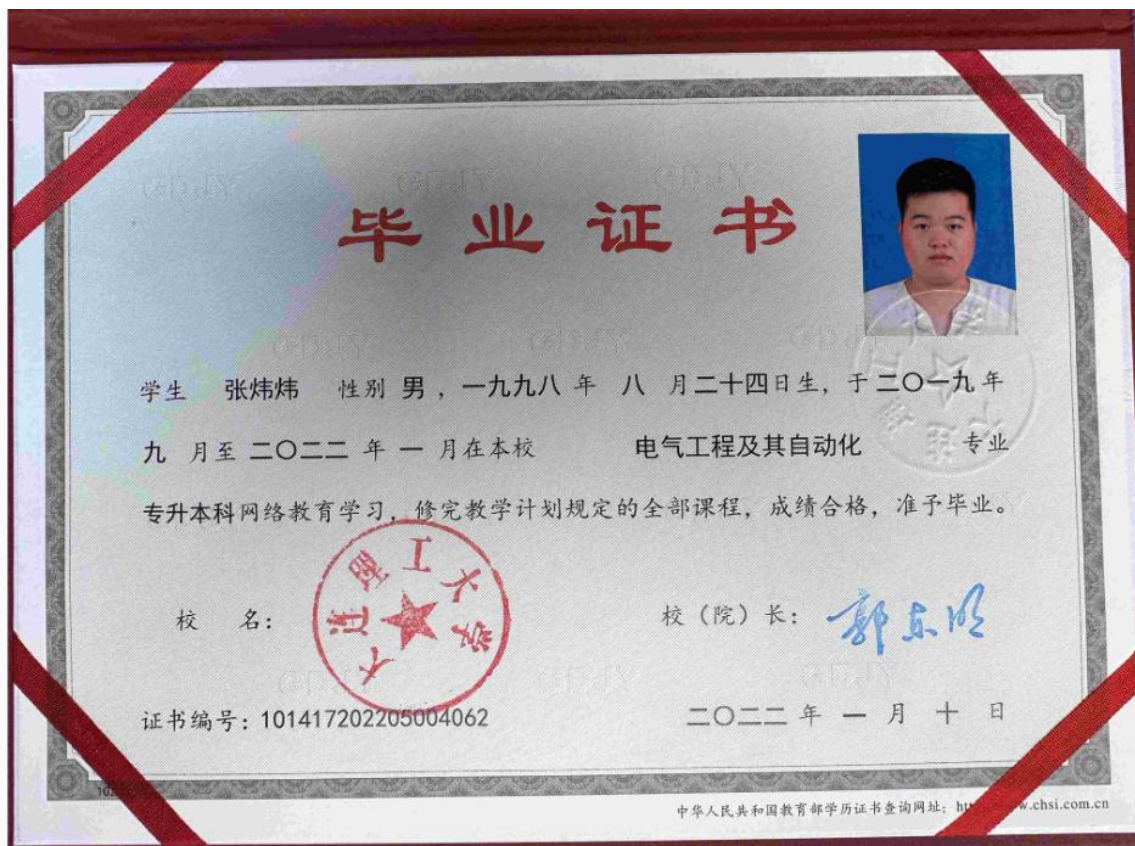 毕业证书
学生 张炜炜 性别 男 ，一九九八 年 八 月二十四日生，于二〇一九年
九 月至 二〇二二 年 一 月在本校 电气工程及其自动化 专业
专升本科网络教育学习，修完教学计划规定的全部课程，成绩合格，准予毕业。
校 名： 大连理工大学
校（院）长： 郭东明
证书编号：101417202205004062
二〇二二 年 一 月 十 日
中华人民共和国教育部学历证书查询网址：